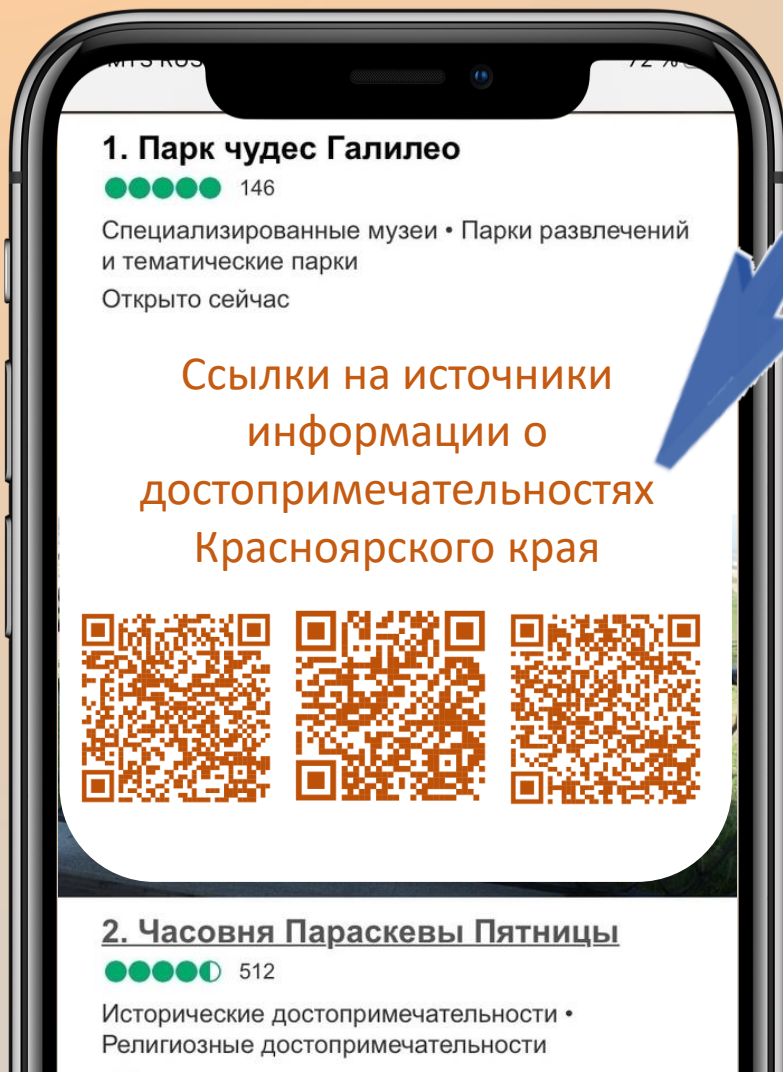 1. Парк чудес Галилео
146
Специализированные музеи • Парки развлечений
и тематические парки
Открыто сейчас
Ссылки на источники
информации о
достопримечательностях
Красноярского края
2. Часовня Параскевы Пятницы
512
Исторические достопримечательности •
Религиозные достопримечательности